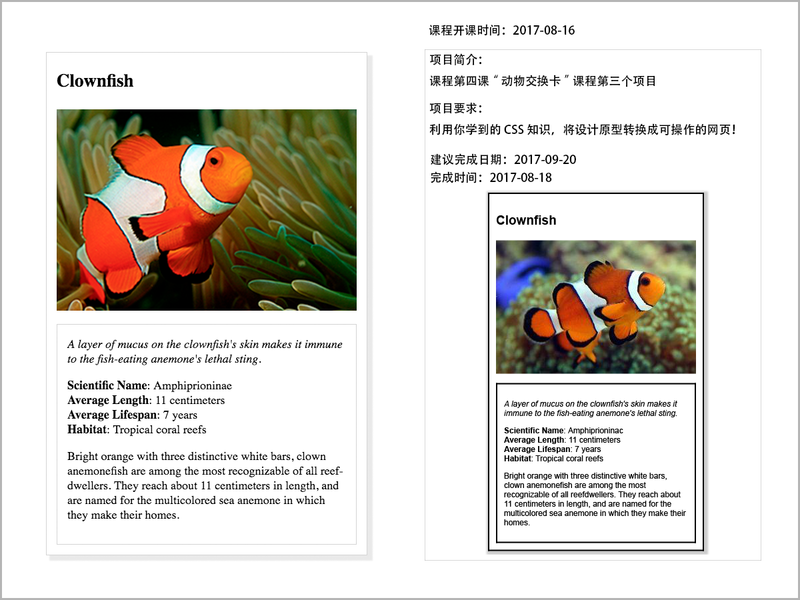 Clownfish
A layer of mucus on the clownfish's skin makes it immune
to the fish-eating anemone's lethal sting.
Scientific Name: Amphiprioninae
Average Length: 11 centimeters
Average Lifespan: 7 years
Habitat: Tropical coral reefs
Bright orange with three distinctive white bars, clown
anemonefish are among the most recognizable of all reef-
dwellers. They reach about 11 centimeters in length, and
are named for the multicolored sea anemone in which
they make their homes.
课程开课时间：2017-08-16
项目简介：
课程第四课“动物交换卡”课程第三个项目
项目要求：
利用你学到的 CSS 知识，将设计原型转换成可操作的网页！
建议完成日期：2017-09-20
完成时间：2017-08-18
Clownfish
A layer of mucus on the clownfish's skin makes it
immune to the fish-eating anemone's lethal sting.
Scientific Name: Amphiprioninac
Average Length: 11 centimeters
Average Lifespan: 7 years
Habitat: Tropical coral reefs
Bright orange with three distinctive white bars,
clown anemonefish are among the most
recognizable of all reefdwellers. They reach about
11 centimeters in length, and are named for the
multicolored sea anemone in which they make their
homes.